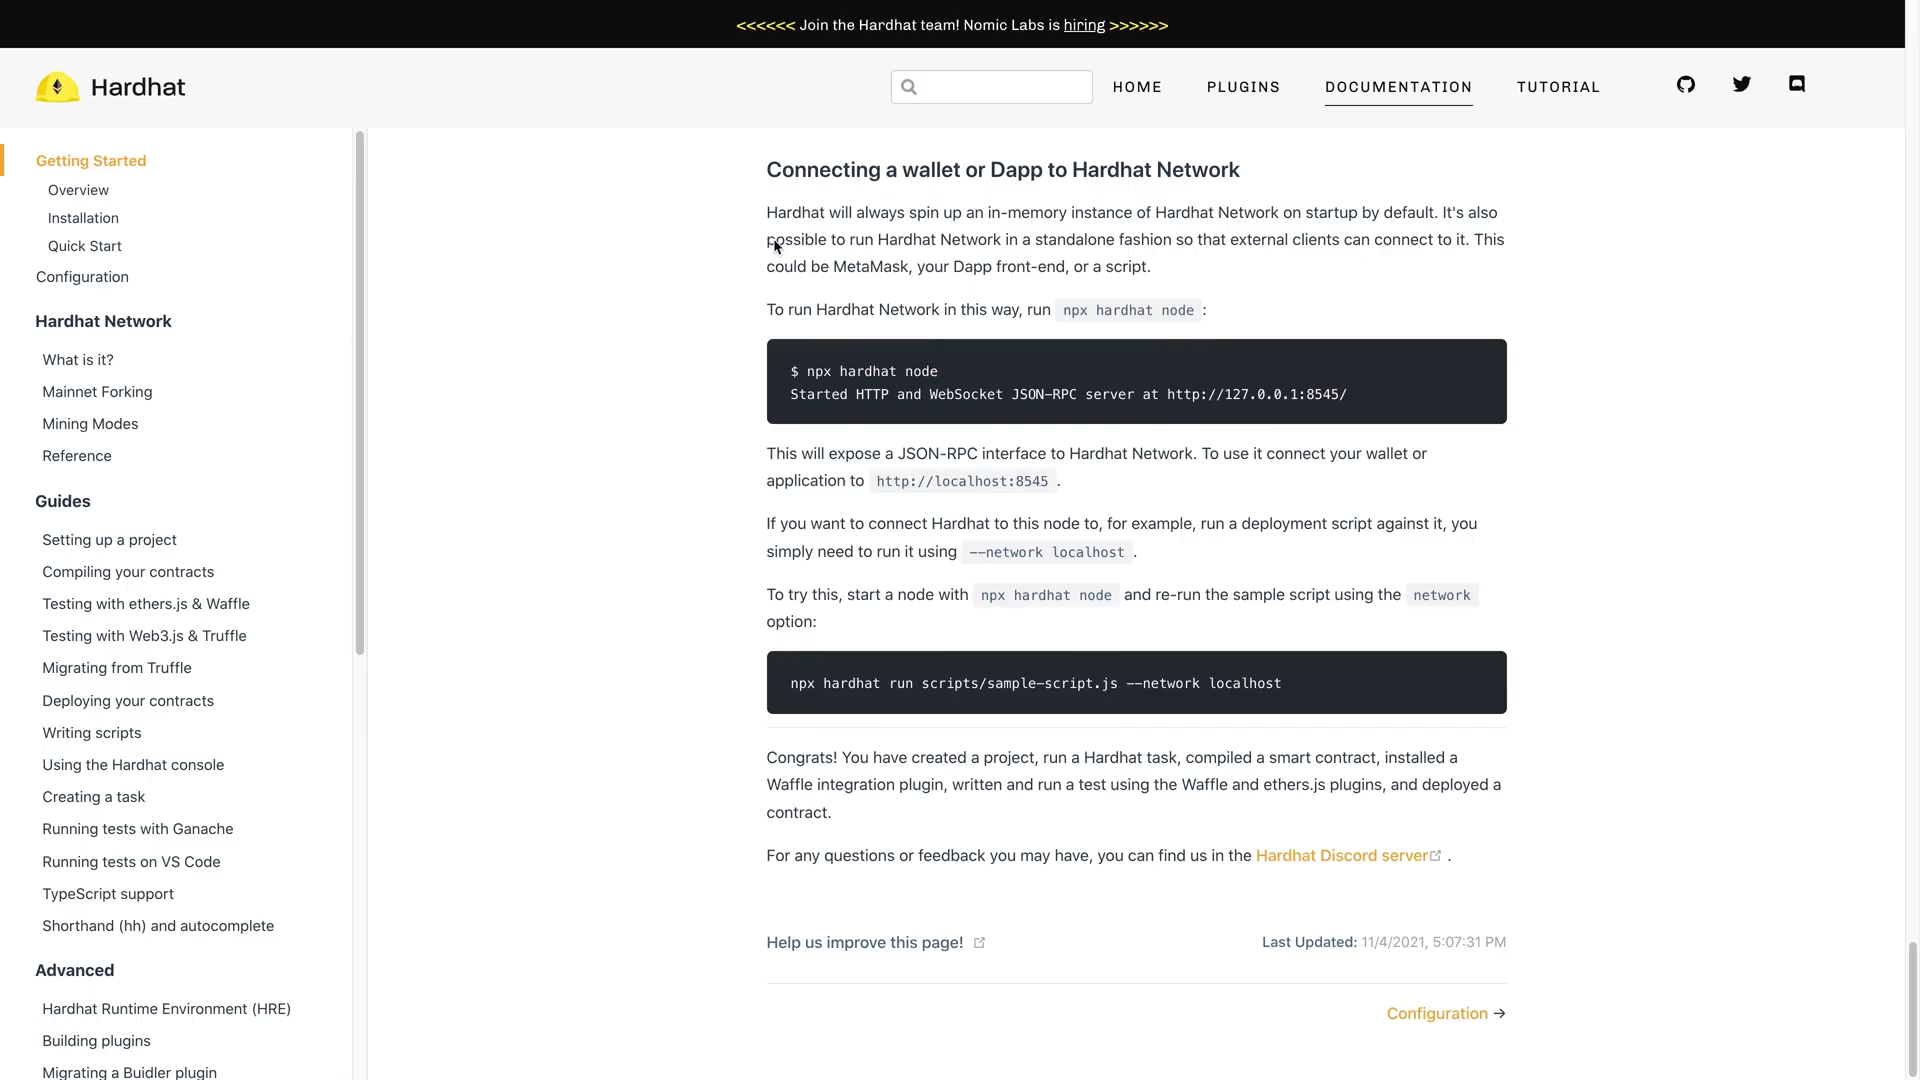 <<<<<< Join the Hardhat team! Nomic Labs is hiring >>>>>>
Hardhat
HOME
PLUGINS
DOCUMENTATION
TUTORIAL
Getting Started
Overview
Installation
Quick Start
Configuration
Hardhat Network
What is it?
Mainnet Forking
Mining Modes
Reference
Guides
Setting up a project
Compiling your contracts
Testing with ethers.js & Waffle
Testing with Web3.js & Truffle
Migrating from Truffle
Deploying your contracts
Writing scripts
Using the Hardhat console
Creating a task
Running tests with Ganache
Running tests on VS Code
TypeScript support
Shorthand (hh) and autocomplete
Advanced
Hardhat Runtime Environment (HRE)
Building plugins
Migrating a Buidler plugin
Connecting a wallet or Dapp to Hardhat Network
Hardhat will always spin up an in-memory instance of Hardhat Network on startup by default. It's also
possible to run Hardhat Network in a standalone fashion so that external clients can connect to it. This
could be MetaMask, your Dapp front-end, or a script.
To run Hardhat Network in this way, run npx hardhat node :
$ npx hardhat node
Started HTTP and WebSocket JSON-RPC server at http://127.0.0.1:8545/
This will expose a JSON-RPC interface to Hardhat Network. To use it connect your wallet or
application to http://localhost:8545 .
If you want to connect Hardhat to this node to, for example, run a deployment script against it, you
simply need to run it using --network localhost .
To try this, start a node with npx hardhat node and re-run the sample script using the network
option:
npx hardhat run scripts/sample-script.js --network localhost
Congrats! You have created a project, run a Hardhat task, compiled a smart contract, installed a
Waffle integration plugin, written and run a test using the Waffle and ethers.js plugins, and deployed a
contract.
For any questions or feedback you may have, you can find us in the Hardhat Discord server .
Help us improve this page!
Last Updated: 11/4/2021, 5:07:31 PM
Configuration →